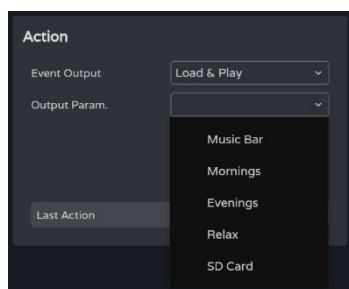 Action
Event Output Load & Play
Output Param.
Music Bar
Mornings
Evenings
Last Action
Relax
SD Card